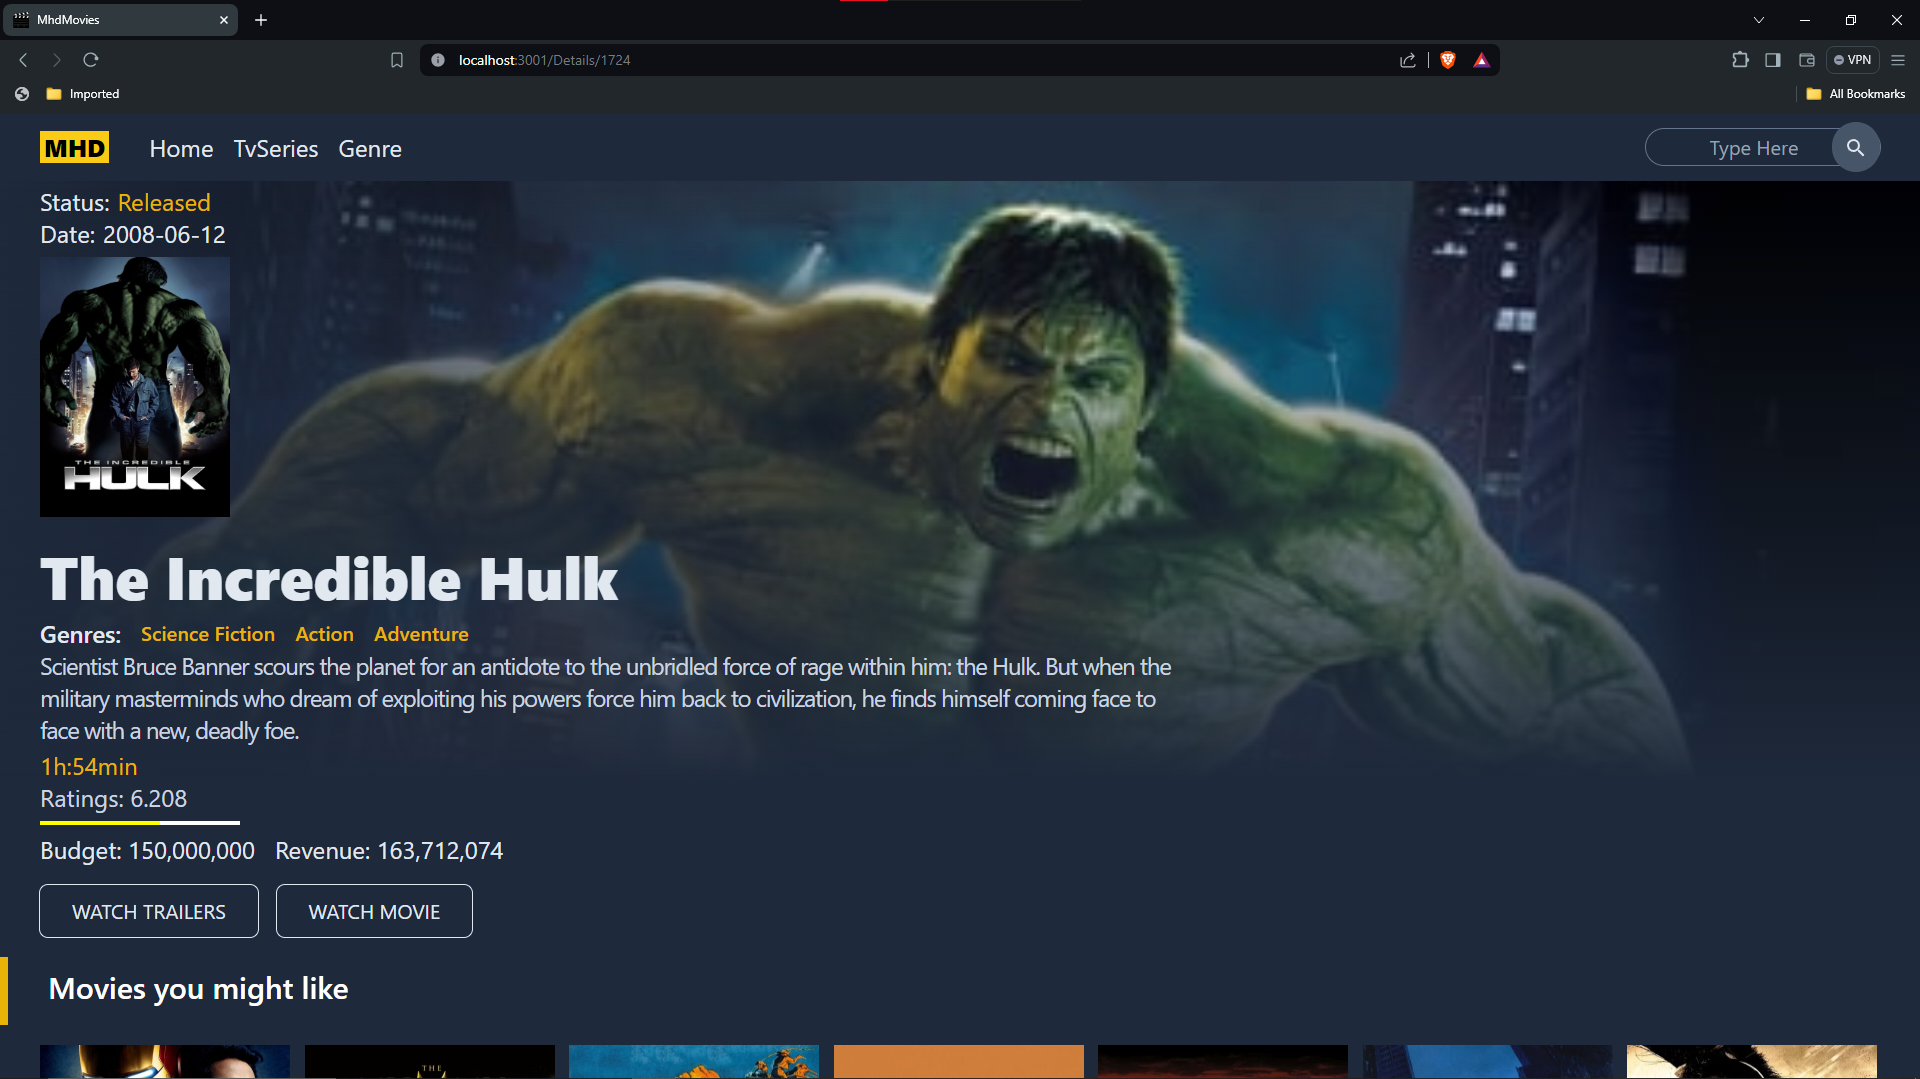 MhdMovies
localhost:3001/Details/1724
VPN
Imported
All Bookmarks
MHD Home TvSeries Genre Type Here
Status: Released
Date: 2008-06-12
THE INCREDIBLE
HULK
The Incredible Hulk
Genres: Science Fiction Action Adventure
Scientist Bruce Banner scours the planet for an antidote to the unbridled force of rage within him: the Hulk. But when the
military masterminds who dream of exploiting his powers force him back to civilization, he finds himself coming face to
face with a new, deadly foe.
1h:54min
Ratings: 6.208
Budget: 150,000,000 Revenue: 163,712,074
WATCH TRAILERS WATCH MOVIE
Movies you might like
THE